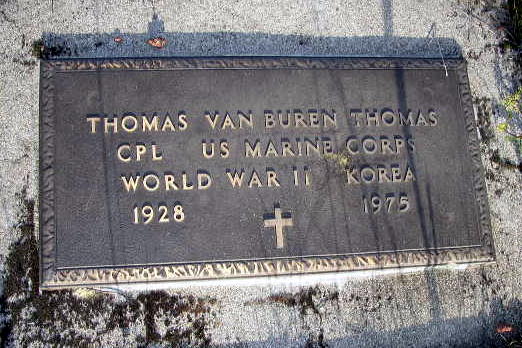 THOMAS VAN BUREN THOMAS
CPL US MARINE CORPS
WORLD WAR II KOREA
1928 1975